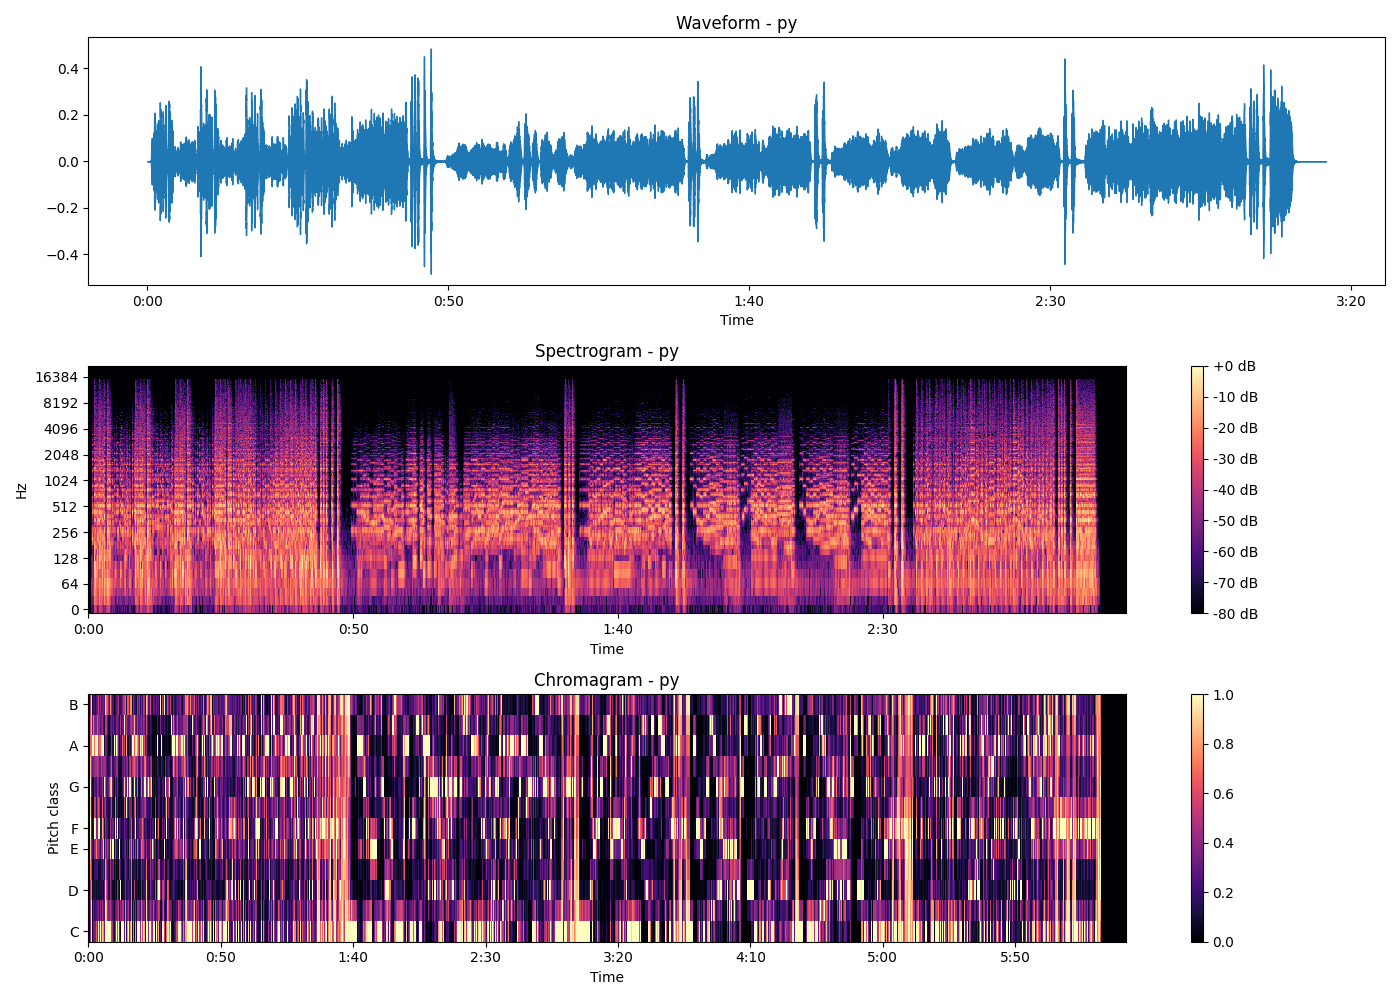 Waveform - py
0.4
0.2
0.0
−0.2
−0.4
0:00 0:50 1:40 2:30 3:20
Time
Spectrogram - py
Hz
16384
8192
4096
2048
1024
512
256
128
64
0
0:00 0:50 1:40 2:30
Time
+0 dB
-10 dB
-20 dB
-30 dB
-40 dB
-50 dB
-60 dB
-70 dB
-80 dB
Chromagram - py
Pitch class
B
A
G
F
E
D
C
0:00 0:50 1:40 2:30 3:20 4:10 5:00 5:50
Time
1.0
0.8
0.6
0.4
0.2
0.0